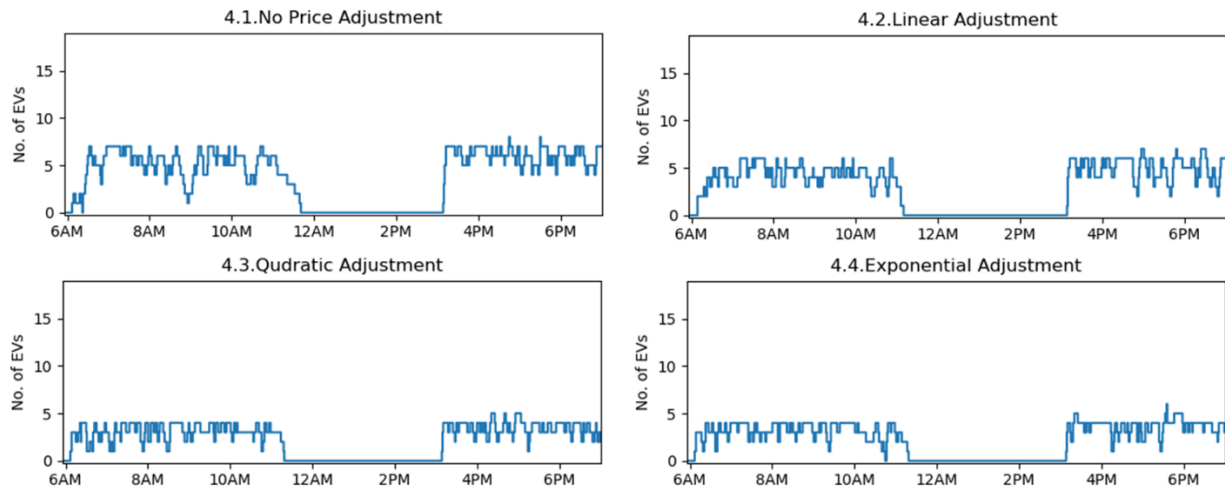 4.1.No Price Adjustment
No. of EVs
15
10
5
0
6AM 8AM 10AM 12AM 2PM 4PM 6PM
4.2.Linear Adjustment
No. of EVs
15
10
5
0
6AM 8AM 10AM 12AM 2PM 4PM 6PM
4.3.Qudratic Adjustment
No. of EVs
15
10
5
0
6AM 8AM 10AM 12AM 2PM 4PM 6PM
4.4.Exponential Adjustment
No. of EVs
15
10
5
0
6AM 8AM 10AM 12AM 2PM 4PM 6PM